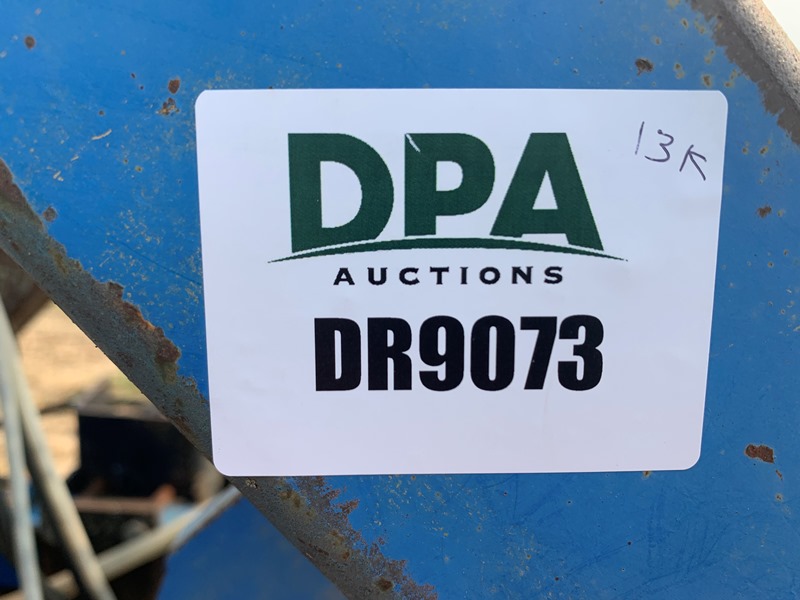 13K
DPA
AUCTIONS
DR9073